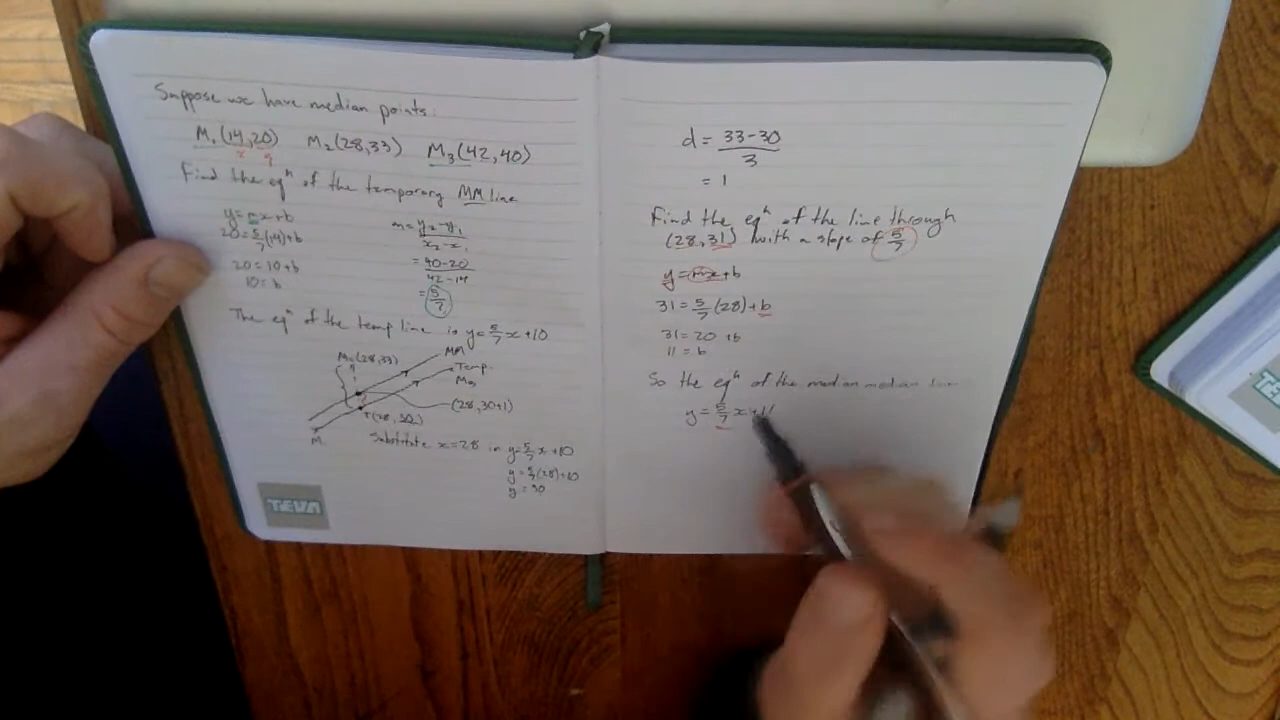 Suppose we have median points:
M₁(14,20) M₂(28,33) M₃(42,40)
x y
Find the eqⁿ of the temporary MM line
y=mx+b
20=5/7(14)+b
20=10+b
10=b
m=y₂-y₁/x₂-x₁
=40-20/42-14
=5/7
The eqⁿ of the temp line is y=5/7x+10
M₂(28,33)
MM
Temp.
M₃
(28,30+1)
T(28,30)
M
Substitute x=28 in y=5/7x+10
y=5/7(28)+10
y=30
TEVA
d=33-30/3
=1
Find the eqⁿ of the line through
(28,31) with a slope of 5/7
y=mx+b
31=5/7(28)+b
31=20+b
11=b
So the eqⁿ of the median median line
y=5/7x+11
TEVA